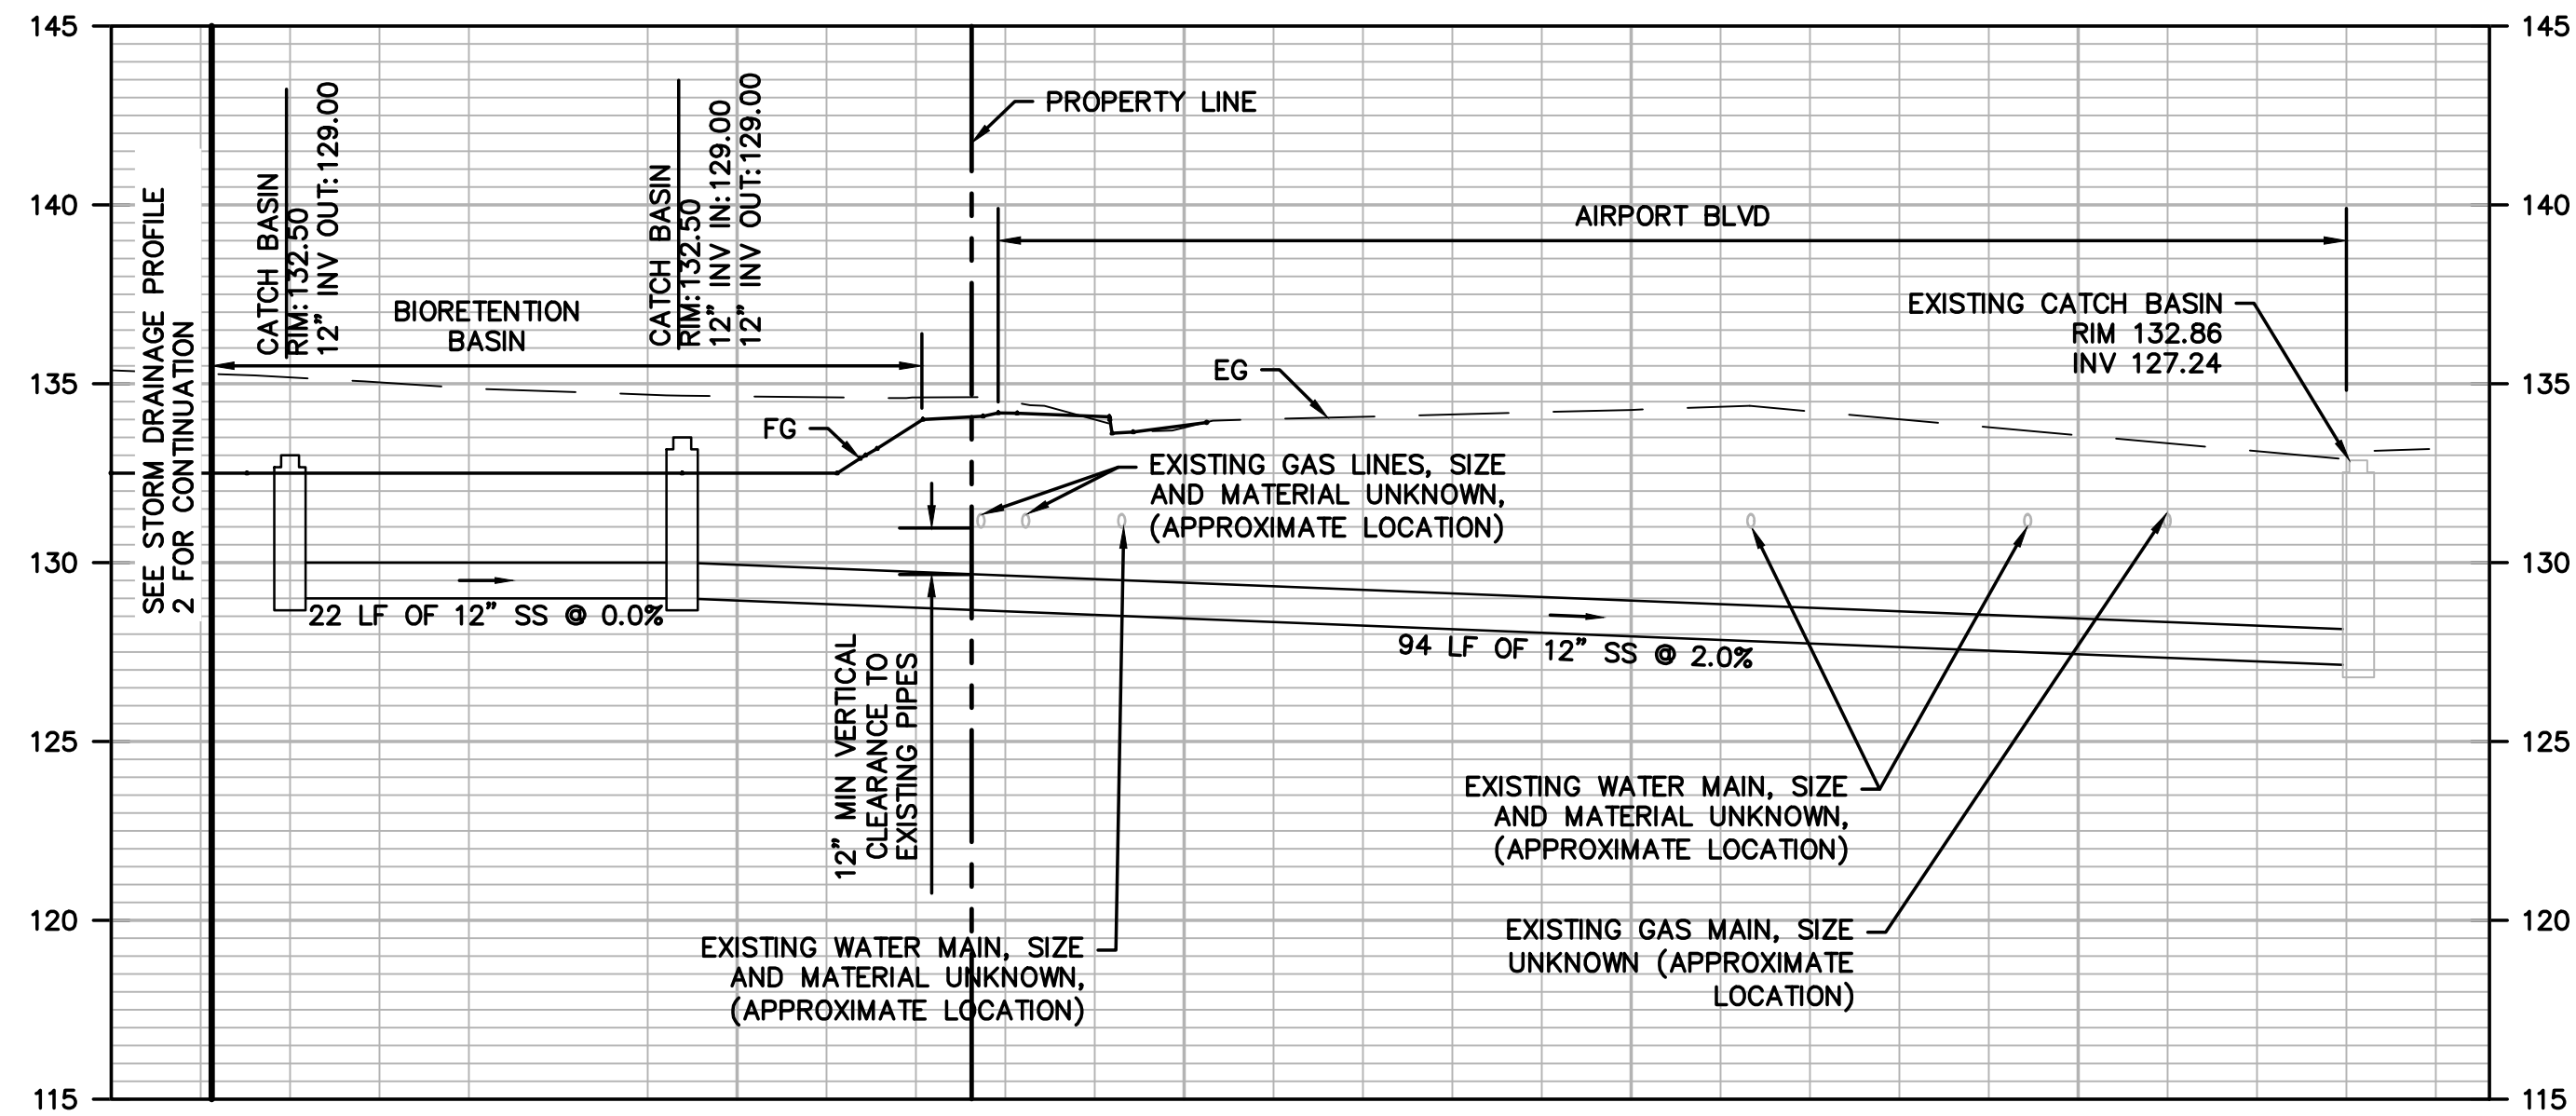 145
140
135
130
125
120
115
145
140
135
130
125
120
115
SEE STORM DRAINAGE PROFILE
2 FOR CONTINUATION
CATCH BASIN
RIM: 132.50
12" INV OUT: 129.00
BIORETENTION
BASIN
CATCH BASIN
RIM: 132.50
12" INV IN: 129.00
12" INV OUT: 129.00
PROPERTY LINE
AIRPORT BLVD
EXISTING CATCH BASIN
RIM 132.86
INV 127.24
EG
FG
EXISTING GAS LINES, SIZE
AND MATERIAL UNKNOWN,
(APPROXIMATE LOCATION)
22 LF OF 12" SS @ 0.0%
94 LF OF 12" SS @ 2.0%
12" MIN VERTICAL
CLEARANCE TO
EXISTING PIPES
EXISTING WATER MAIN, SIZE
AND MATERIAL UNKNOWN,
(APPROXIMATE LOCATION)
EXISTING WATER MAIN, SIZE
AND MATERIAL UNKNOWN,
(APPROXIMATE LOCATION)
EXISTING GAS MAIN, SIZE
UNKNOWN (APPROXIMATE
LOCATION)